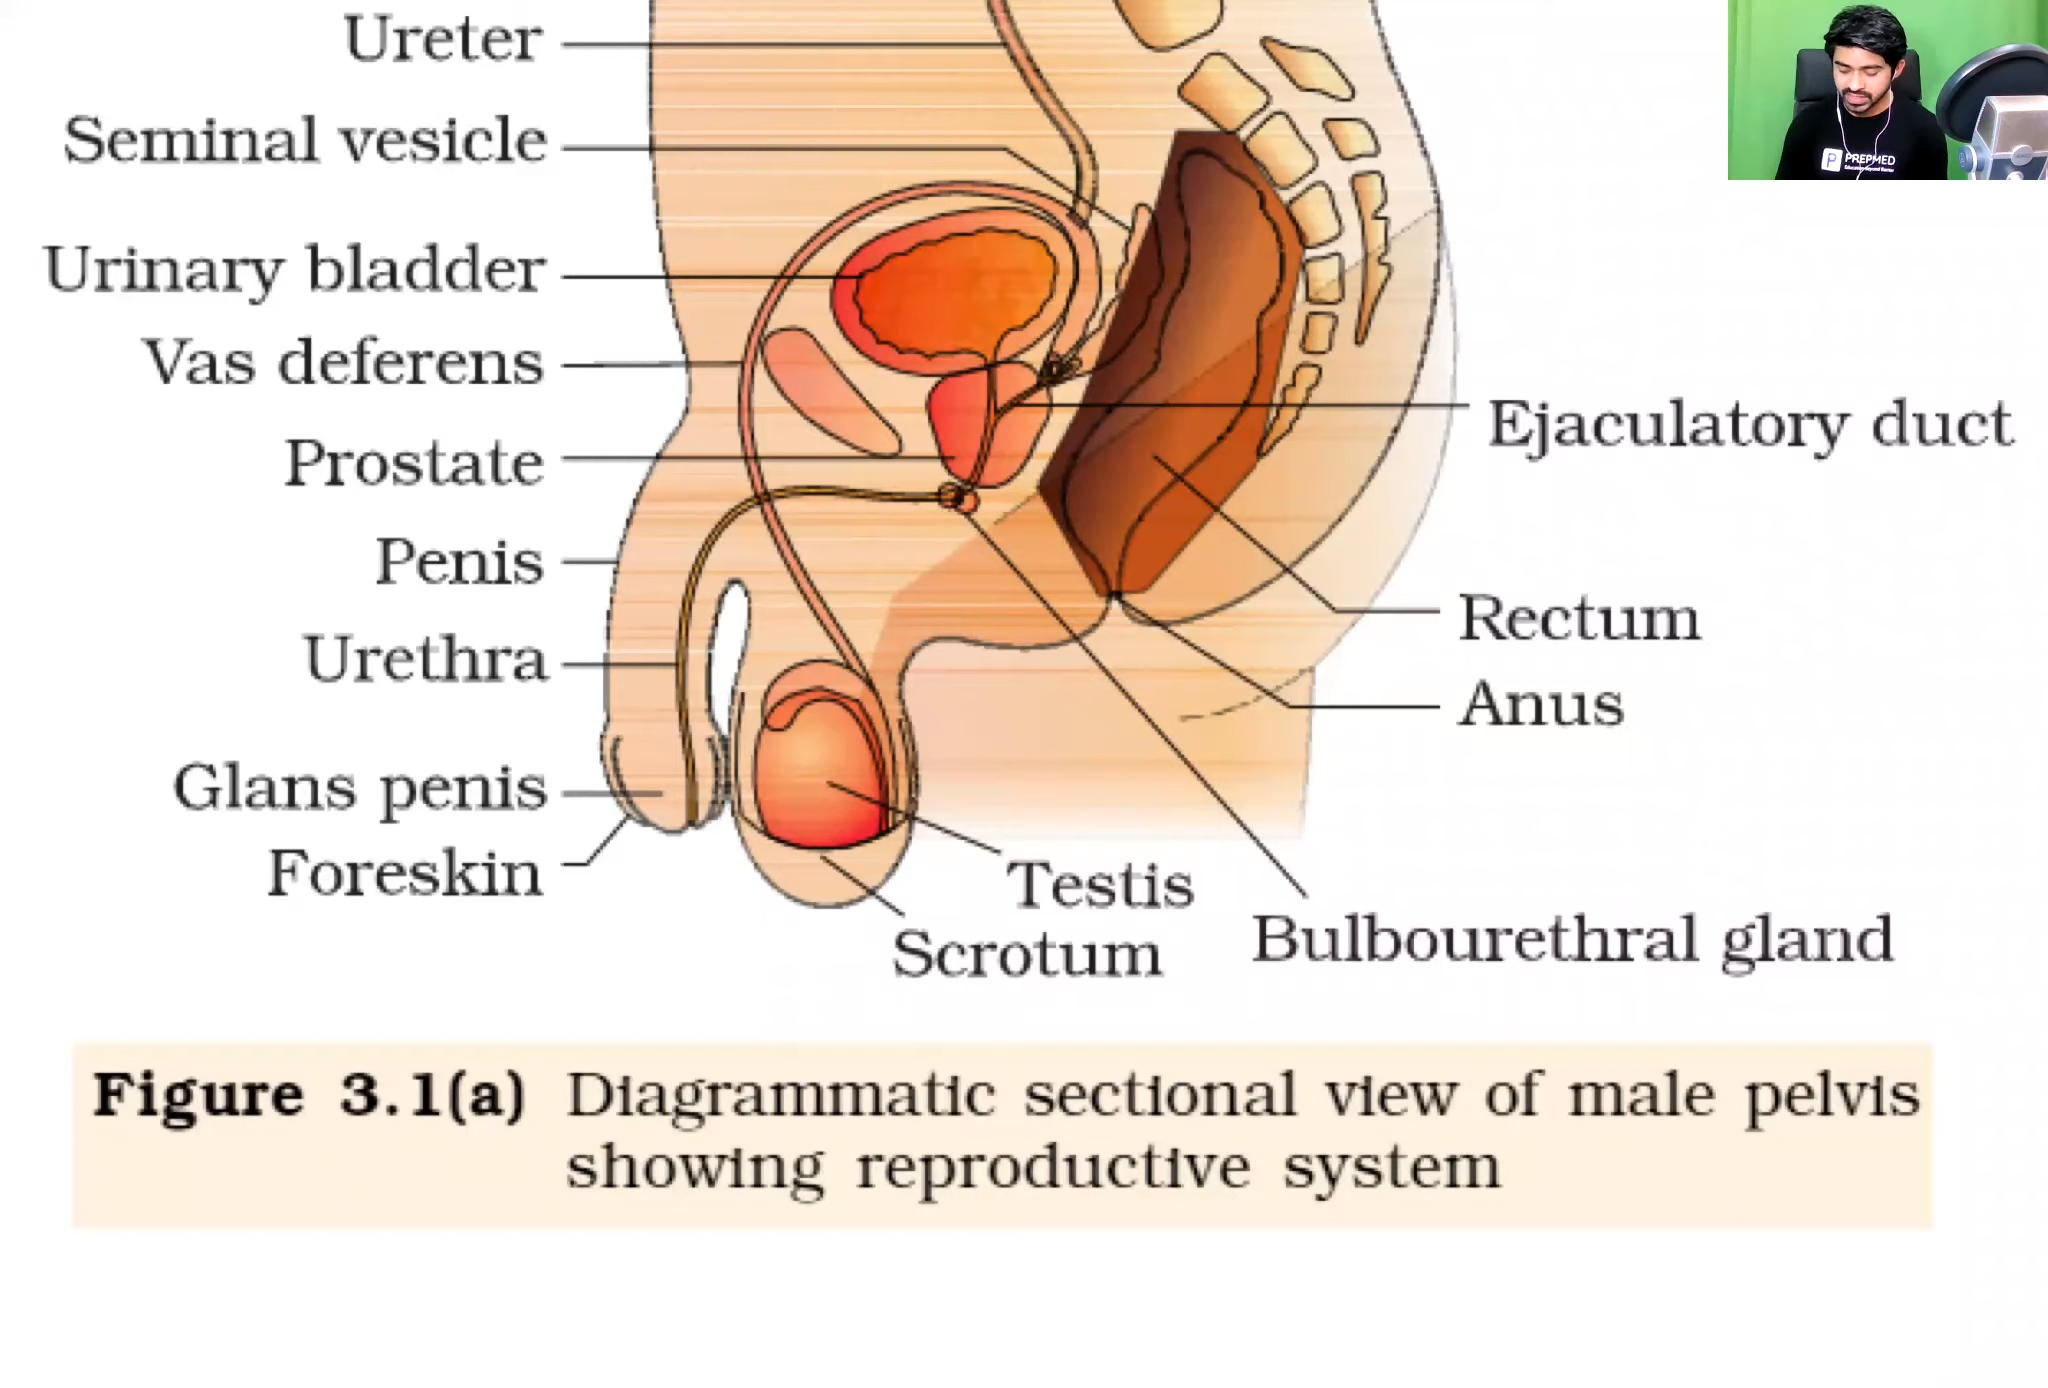 Ureter
Seminal vesicle
Urinary bladder
Vas deferens
Prostate
Penis
Urethra
Glans penis
Foreskin
Ejaculatory duct
Rectum
Anus
Testis
Scrotum
Bulbourethral gland
Figure 3.1(a) Diagrammatic sectional view of male pelvis
showing reproductive system
P PREPMED